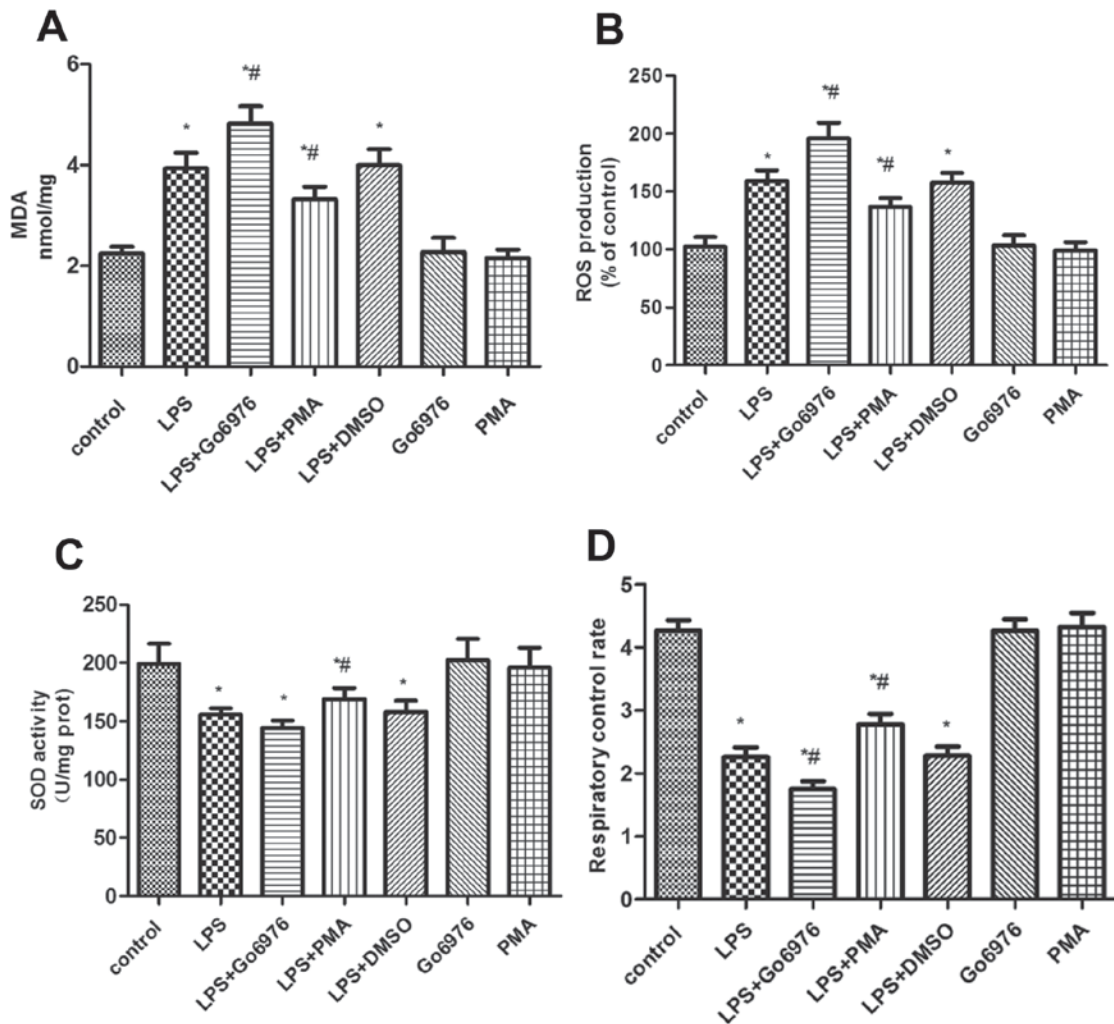 A
MDA
nmol/mg
6
4
2
0
*
*#
*#
*
control
LPS
LPS+Go6976
LPS+PMA
LPS+DMSO
Go6976
PMA
B
ROS production
(% of control)
250
200
150
100
50
0
*
*#
*#
*
control
LPS
LPS+Go6976
LPS+PMA
LPS+DMSO
Go6976
PMA
C
SOD activity
(U/mg prot)
250
200
150
100
50
0
*
*
*#
*
control
LPS
LPS+Go6976
LPS+PMA
LPS+DMSO
Go6976
PMA
D
Respiratory control rate
5
4
3
2
1
0
*
*#
*#
*
control
LPS
LPS+Go6976
LPS+PMA
LPS+DMSO
Go6976
PMA